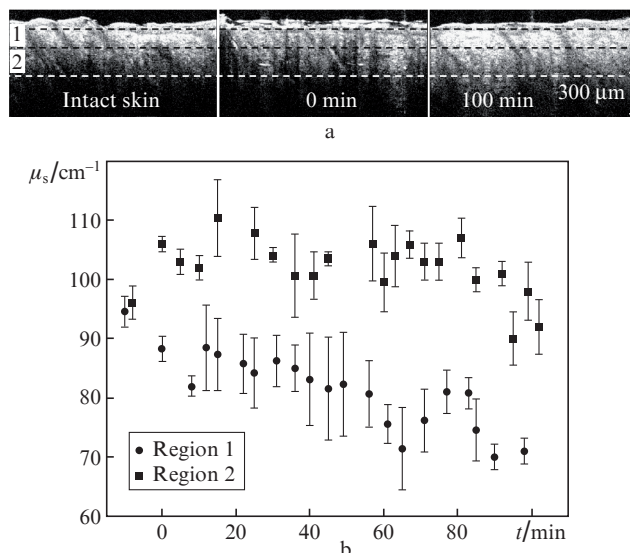 1
2
Intact skin
0 min
100 min
300 µm
a
μs/cm⁻¹
110
100
90
80
70
60
Region 1
Region 2
0 20 40 60 80 t/min
b